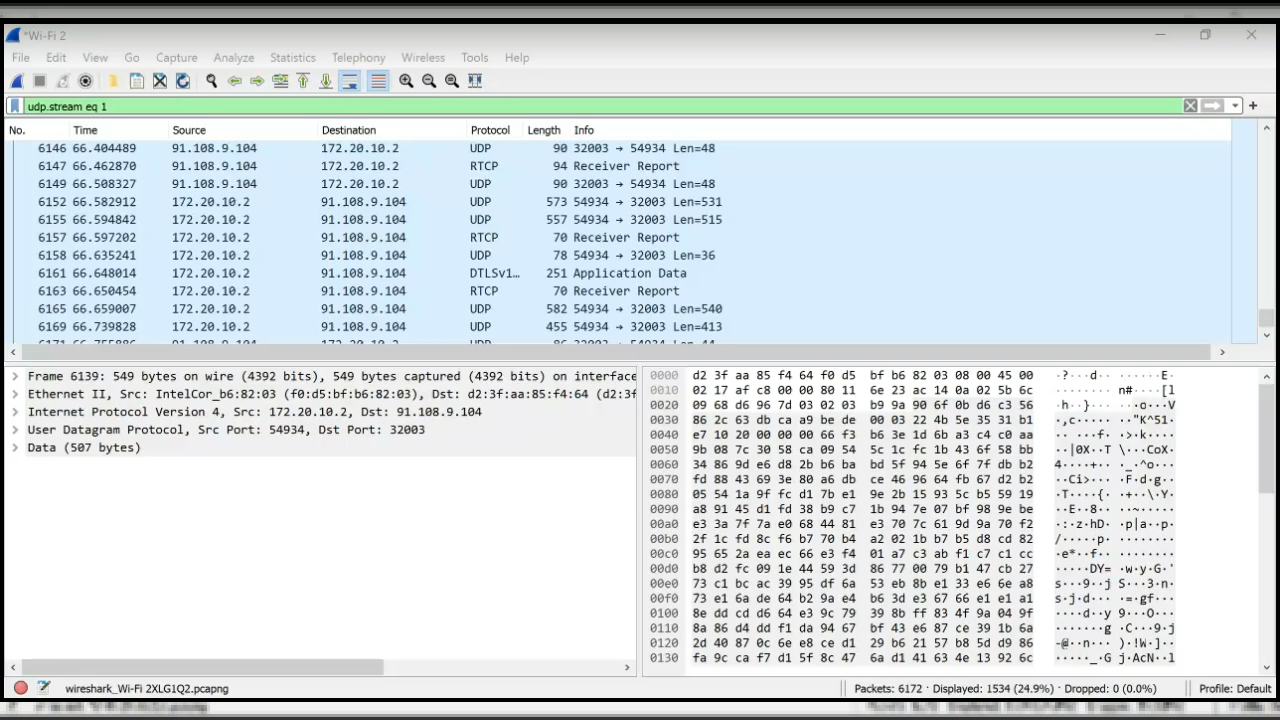 *Wi-Fi 2
File Edit View Go Capture Analyze Statistics Telephony Wireless Tools Help
udp.stream eq 1
No. Time Source Destination Protocol Length Info
6146 66.404489 91.108.9.104 172.20.10.2 UDP 90 32003 → 54934 Len=48
6147 66.462870 91.108.9.104 172.20.10.2 RTCP 94 Receiver Report
6149 66.508327 91.108.9.104 172.20.10.2 UDP 90 32003 → 54934 Len=48
6152 66.582912 172.20.10.2 91.108.9.104 UDP 573 54934 → 32003 Len=531
6155 66.594842 172.20.10.2 91.108.9.104 UDP 557 54934 → 32003 Len=515
6157 66.597202 172.20.10.2 91.108.9.104 RTCP 70 Receiver Report
6158 66.635241 172.20.10.2 91.108.9.104 UDP 78 54934 → 32003 Len=36
6161 66.648014 172.20.10.2 91.108.9.104 DTLSv1… 251 Application Data
6163 66.650454 172.20.10.2 91.108.9.104 RTCP 70 Receiver Report
6165 66.659007 172.20.10.2 91.108.9.104 UDP 582 54934 → 32003 Len=540
6169 66.739828 172.20.10.2 91.108.9.104 UDP 455 54934 → 32003 Len=413
6171 66.755886 91.108.9.104 172.20.10.2 UDP 86 32003 → 54934 Len=44
Frame 6139: 549 bytes on wire (4392 bits), 549 bytes captured (4392 bits) on interface
Ethernet II, Src: IntelCor_b6:82:03 (f0:d5:bf:b6:82:03), Dst: d2:3f:aa:85:f4:64 (d2:3f
Internet Protocol Version 4, Src: 172.20.10.2, Dst: 91.108.9.104
User Datagram Protocol, Src Port: 54934, Dst Port: 32003
Data (507 bytes)
0000 d2 3f aa 85 f4 64 f0 d5 bf b6 82 03 08 00 45 00 ·?···d·· ······E·
0010 02 17 af c8 00 00 80 11 6e 23 ac 14 0a 02 5b 6c ········ n#····[l
0020 09 68 d6 96 7d 03 02 03 b9 9a 90 6f 0b d6 c3 56 ·h··}··· ···o···V
0030 86 2c 63 db ca a9 be de 00 03 22 4b 5e 35 31 b1 ·,c····· ··"K^51·
0040 e7 10 20 00 00 00 66 f3 b6 3e 1d 6b a3 c4 c0 aa ·· ···f· ·>·k····
0050 9b 08 7c 30 58 ca 09 54 5c 1c fc 1b 43 6f 58 bb ··|0X··T \···CoX·
0060 34 86 9d e6 d8 2b b6 ba bd 5f 94 5e 6f 7f db b2 4····+·· ·_·^o···
0070 fd 88 43 69 3e 80 a6 db ce 46 96 64 fb 67 d2 b2 ··Ci>··· ·F·d·g··
0080 05 54 1a 9f fc d1 7b e1 9e 2b 15 93 5c b5 59 19 ·T····{· ·+··\·Y·
0090 a8 91 45 d1 fd 38 b9 c7 1b 94 7e 07 bf 98 9e be ··E··8·· ··~·····
00a0 e3 3a 7f 7a e0 68 44 81 e3 70 7c 61 9d 9a 70 f2 ·:·z·hD· ·p|a··p·
00b0 2f 1c fd 8c f6 b7 70 b4 a2 02 1b b7 b5 d8 cd 82 /·····p· ········
00c0 95 65 2a ea ec 66 e3 f4 01 a7 c3 ab f1 c7 c1 cc ·e*··f·· ········
00d0 b8 d2 fc 09 1e 44 59 3d 86 77 00 79 b1 47 cb 27 ·····DY= ·w·y·G·'
00e0 73 c1 bc ac 39 95 df 6a 53 eb 8b e1 33 e6 6e a8 s···9··j S···3·n·
00f0 73 e1 6a de 64 b2 9a e4 b6 3d e3 67 66 e1 e1 a1 s·j·d··· ·=·gf···
0100 8e dd cd d6 64 e3 9c 79 39 8b ff 83 4f 9a 04 9f ····d··y 9···O···
0110 8a 86 d4 dd f1 da 94 67 bf 43 e6 87 ce 39 1b 6a ·······g ·C···9·j
0120 2d 40 87 0c 6e e8 ce d1 29 b6 21 57 b8 5d d9 86 -@··n··· )·!W·]··
0130 fa 9c ca f7 d1 5f 8c 47 6a d1 41 63 4e 13 92 6c ·····_·G j·AcN··l
wireshark_Wi-Fi 2XLG1Q2.pcapng Packets: 6172 · Displayed: 1534 (24.9%) · Dropped: 0 (0.0%) Profile: Default